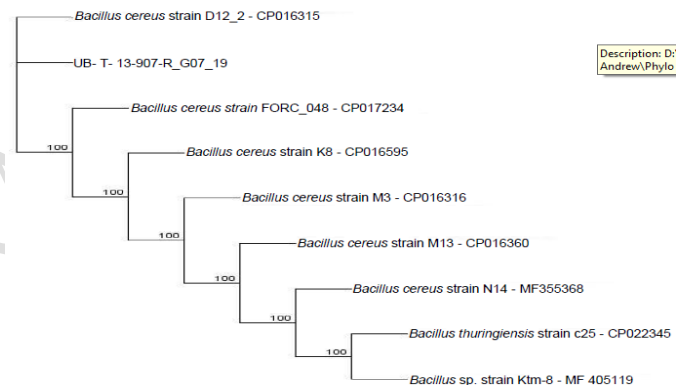 Bacillus cereus strain D12_2 - CP016315
Description: D:
Andrew\Phylo
UB- T- 13-907-R_G07_19
Bacillus cereus strain FORC_048 - CP017234
100
Bacillus cereus strain K8 - CP016595
100
Bacillus cereus strain M3 - CP016316
100
Bacillus cereus strain M13 - CP016360
100
Bacillus cereus strain N14 - MF355368
100
Bacillus thuringiensis strain c25 - CP022345
100
Bacillus sp. strain Ktm-8 - MF 405119